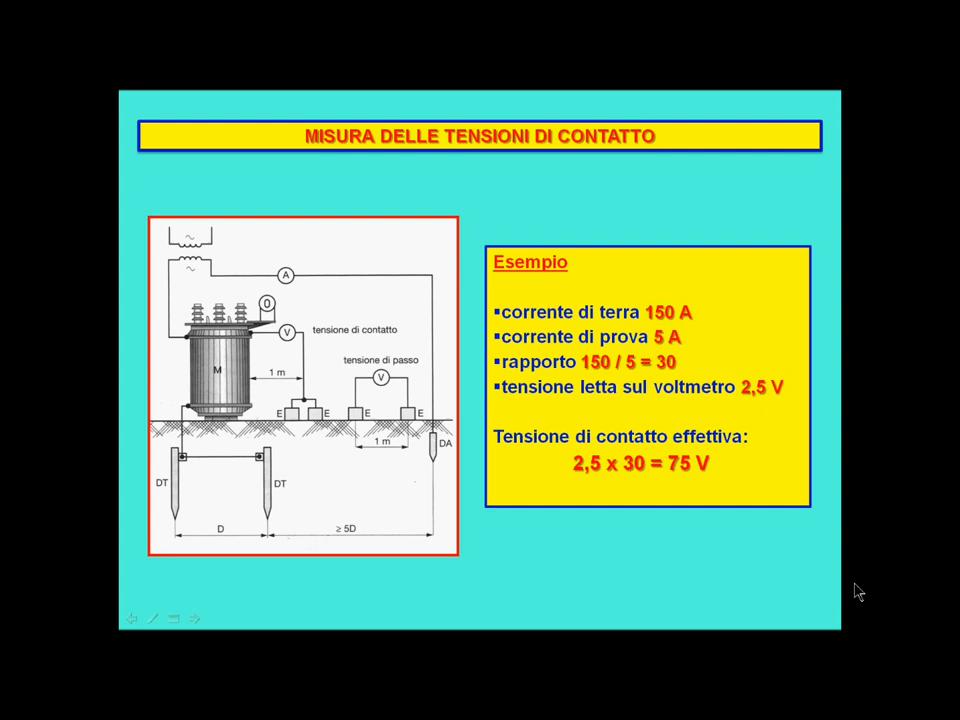 MISURA DELLE TENSIONI DI CONTATTO
A
0
V
tensione di contatto
tensione di passo
M
1 m
V
E
E
E
E
1 m
DA
DT
DT
D
≥ 5D
Esempio
▪corrente di terra 150 A
▪corrente di prova 5 A
▪rapporto 150 / 5 = 30
▪tensione letta sul voltmetro 2,5 V
Tensione di contatto effettiva:
2,5 x 30 = 75 V